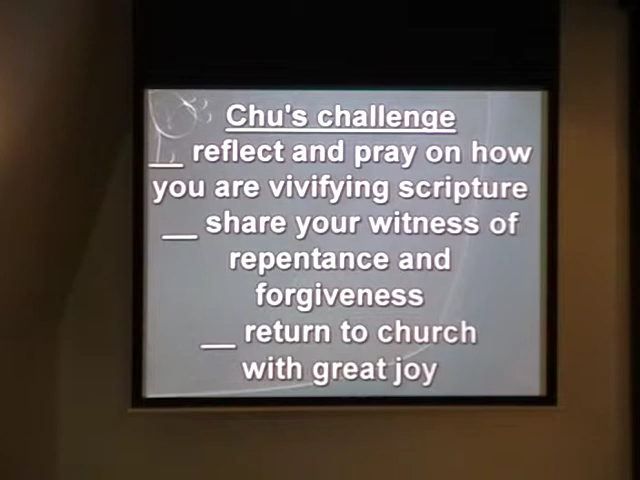 Chu's challenge
__ reflect and pray on how
you are vivifying scripture
__ share your witness of
repentance and
forgiveness
__ return to church
with great joy